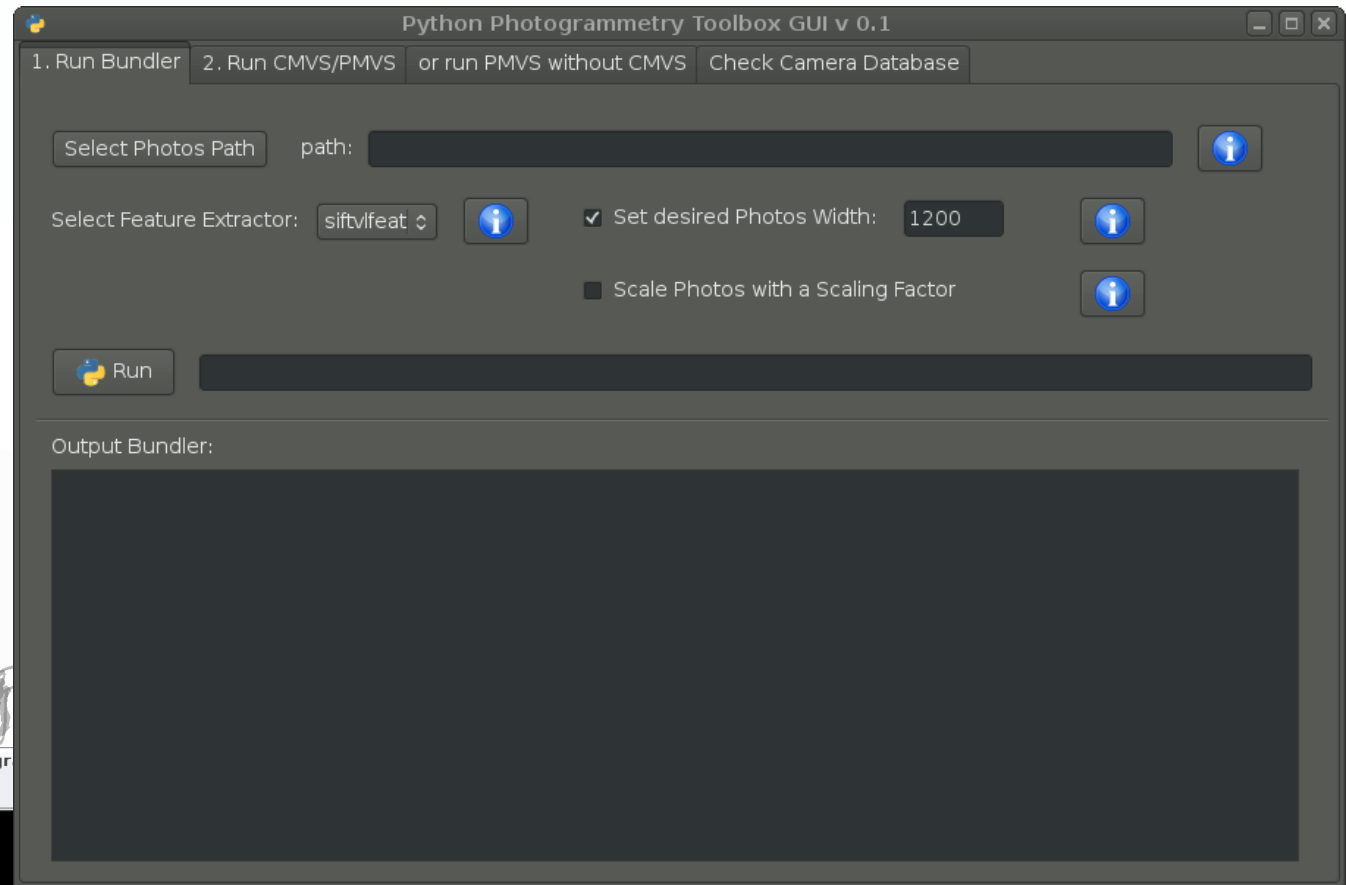 Python Photogrammetry Toolbox GUI v 0.1
1. Run Bundler 2. Run CMVS/PMVS or run PMVS without CMVS Check Camera Database
Select Photos Path path:
Select Feature Extractor: siftvlfeat Set desired Photos Width: 1200
Scale Photos with a Scaling Factor
Run
Output Bundler: